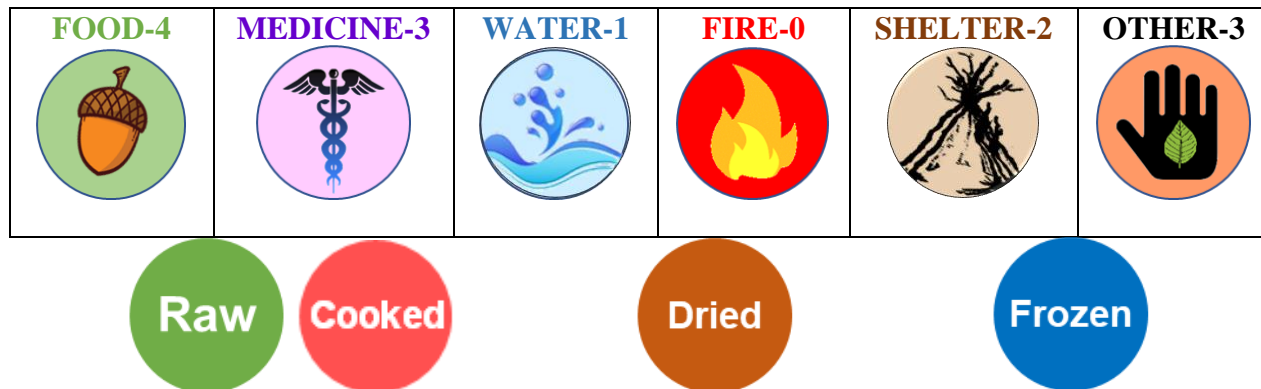 FOOD-4 MEDICINE-3 WATER-1 FIRE-0 SHELTER-2 OTHER-3
Raw Cooked Dried Frozen